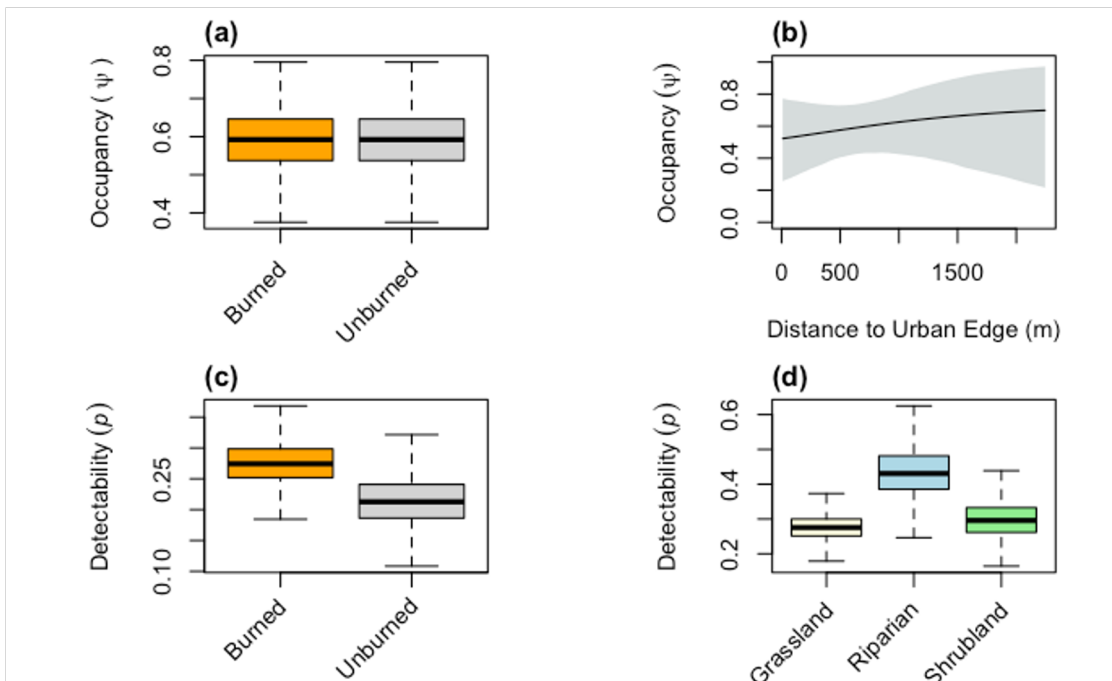 (a)
Occupancy ( ψ )
0.8
0.6
0.4
Burned
Unburned
(b)
Occupancy (ψ)
0.8
0.4
0.0
0
500
1500
Distance to Urban Edge (m)
(c)
Detectability (p)
0.25
0.10
Burned
Unburned
(d)
Detectability (p)
0.6
0.4
0.2
Grassland
Riparian
Shrubland